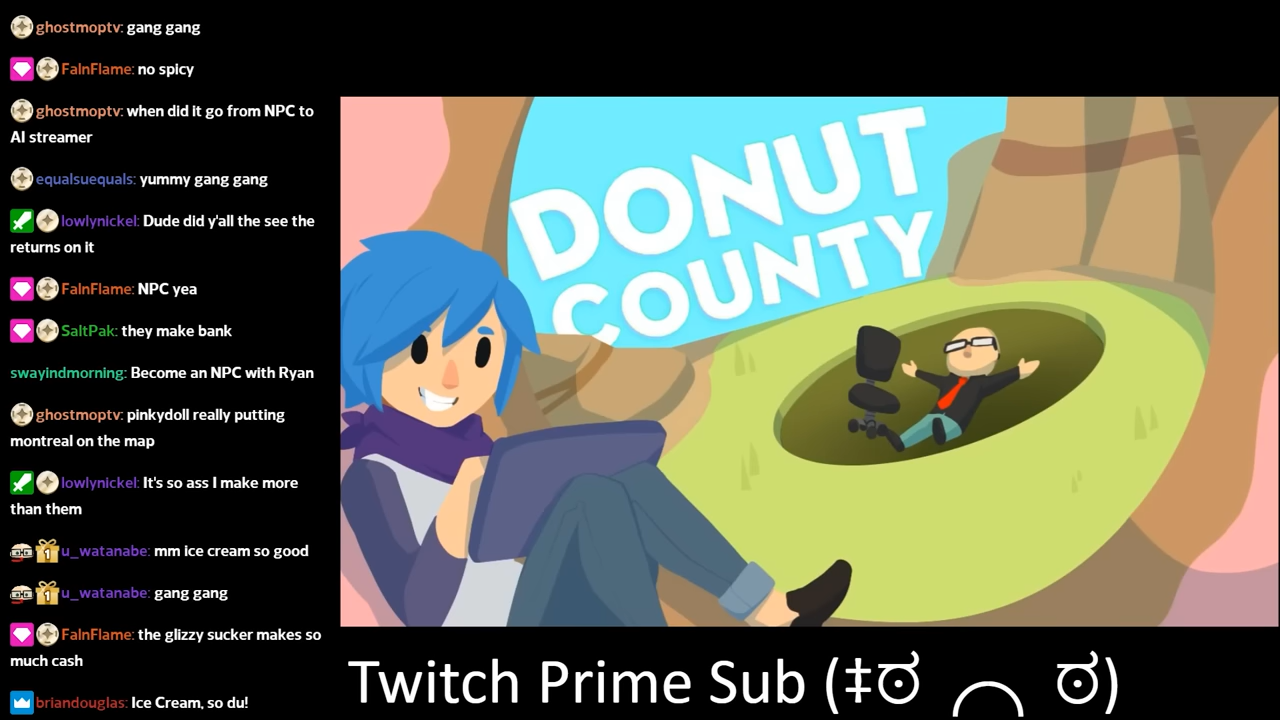 ghostmoptv: gang gang
FalnFlame: no spicy
ghostmoptv: when did it go from NPC to
AI streamer
equalsuequals: yummy gang gang
lowlynickel: Dude did y'all the see the
returns on it
FalnFlame: NPC yea
SaltPak: they make bank
swayindmorning: Become an NPC with Ryan
ghostmoptv: pinkydoll really putting
montreal on the map
lowlynickel: It's so ass I make more
than them
1 u_watanabe: mm ice cream so good
1 u_watanabe: gang gang
FalnFlame: the glizzy sucker makes so
much cash
briandouglas: Ice Cream, so du!
DONUT
COUNTY
Twitch Prime Sub (‡ಠ ⁔ ಠ)